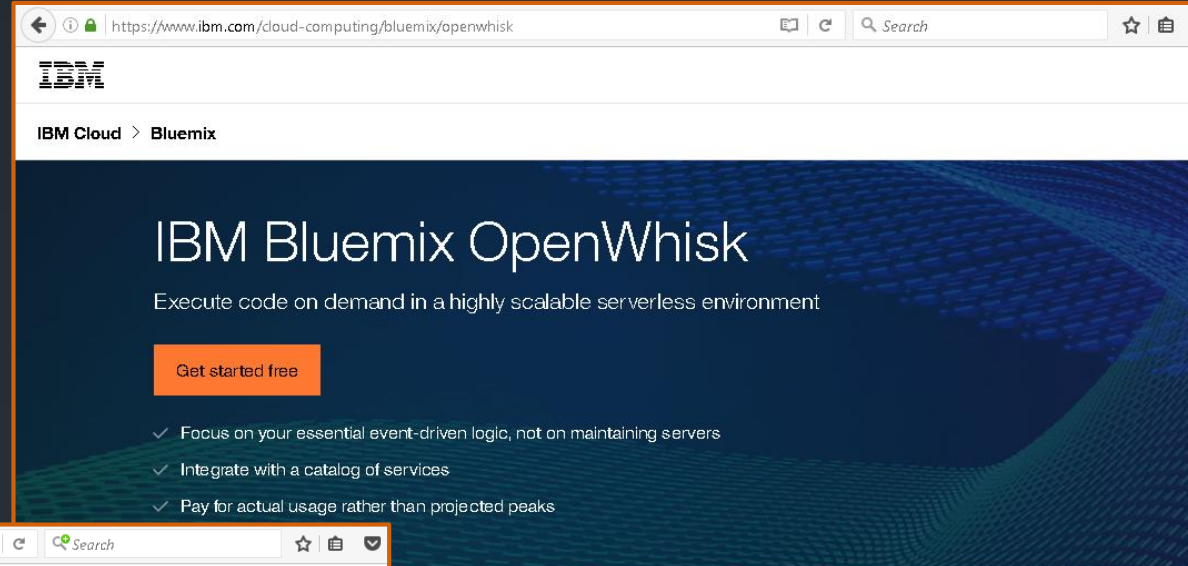 https://www.ibm.com/cloud-computing/bluemix/openwhisk
Search
IBM
IBM Cloud > Bluemix
IBM Bluemix OpenWhisk
Execute code on demand in a highly scalable serverless environment
Get started free
✓ Focus on your essential event-driven logic, not on maintaining servers
✓ Integrate with a catalog of services
✓ Pay for actual usage rather than projected peaks
Search